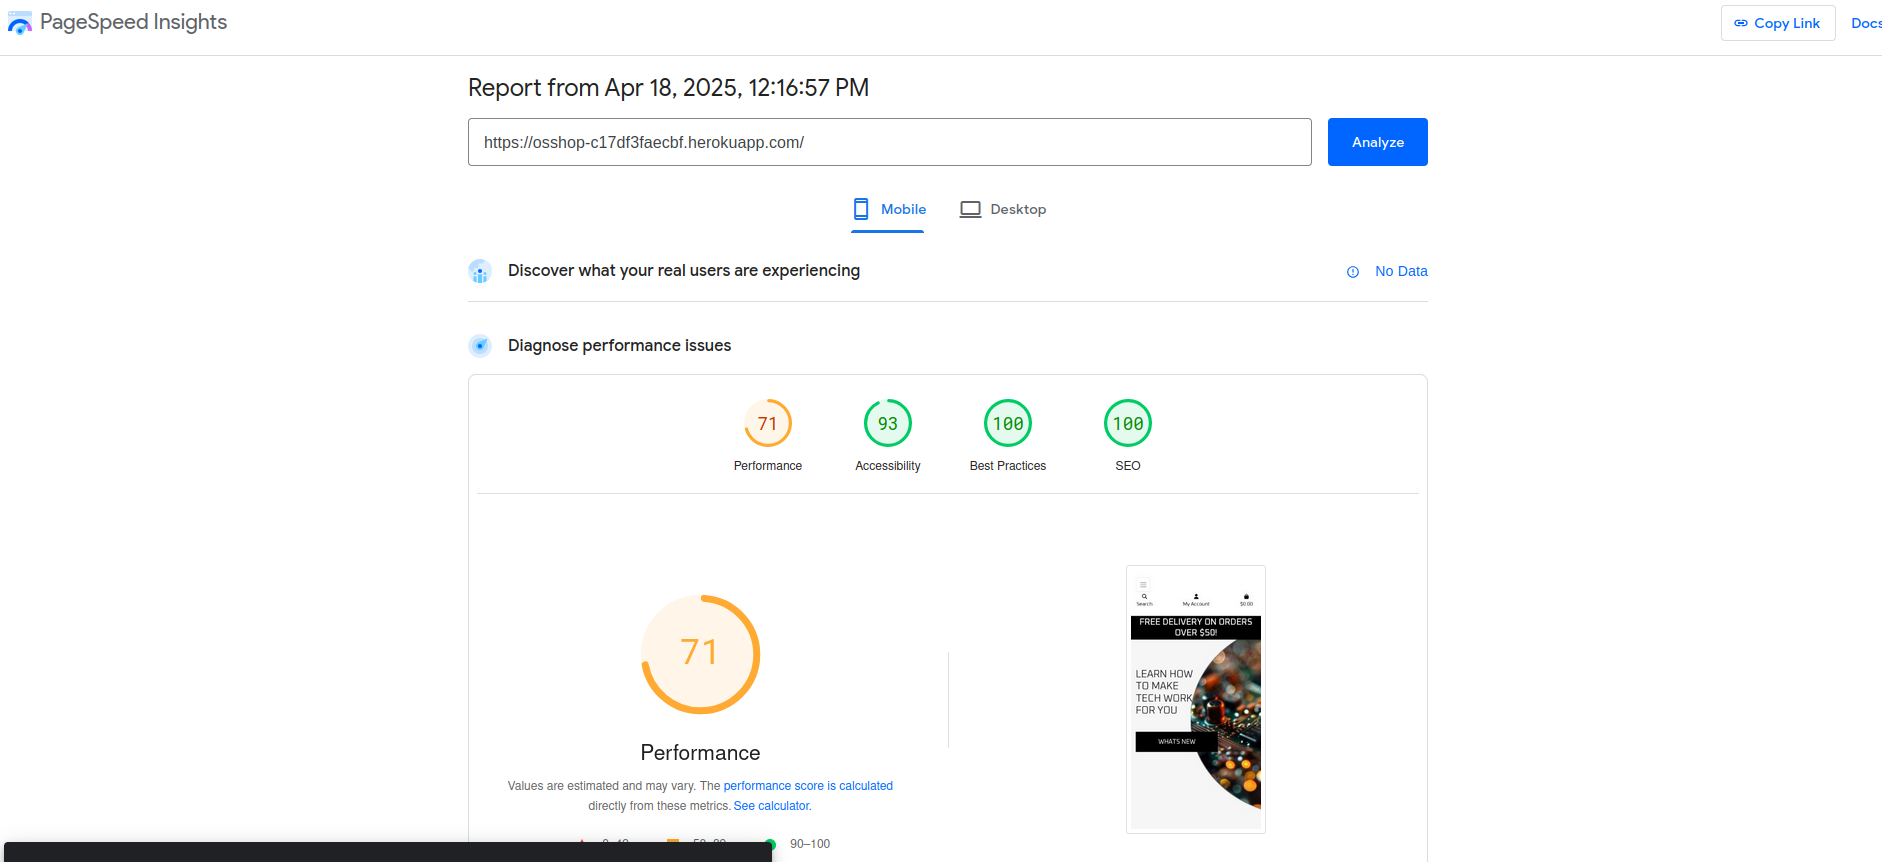 PageSpeed Insights
Copy Link
Docs
Report from Apr 18, 2025, 12:16:57 PM
https://osshop-c17df3faecbf.herokuapp.com/
Analyze
Mobile
Desktop
Discover what your real users are experiencing
No Data
Diagnose performance issues
71
93
100
100
Performance
Accessibility
Best Practices
SEO
71
Performance
Values are estimated and may vary. The performance score is calculated
directly from these metrics. See calculator.
90–100
Search
My Account
$0.00
FREE DELIVERY ON ORDERS
OVER $50!
LEARN HOW
TO MAKE
TECH WORK
FOR YOU
WHATS NEW